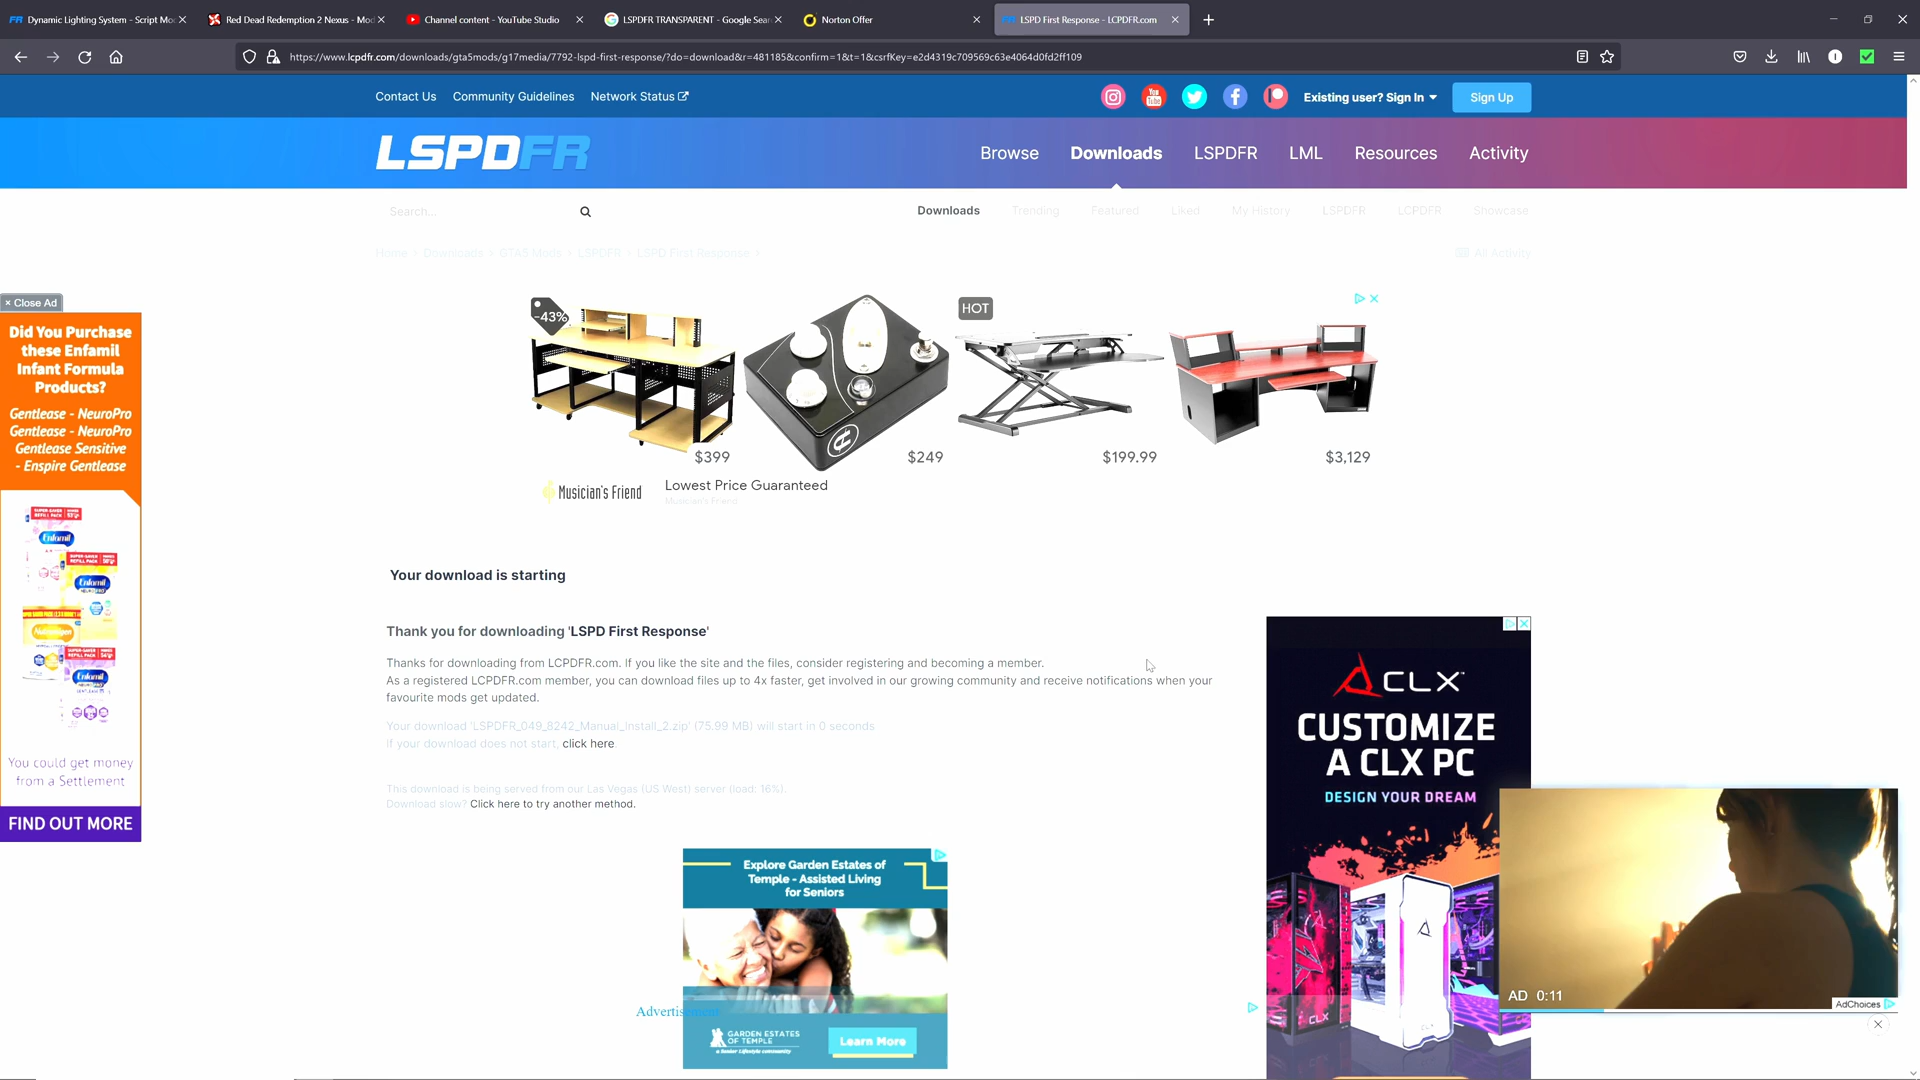 Dynamic Lighting System - Script Mo
Red Dead Redemption 2 Nexus - Mod
Channel content - YouTube Studio
LSPDFR TRANSPARENT - Google Sear
Norton Offer
LSPD First Response - LCPDFR.com
https://www.lcpdfr.com/downloads/gta5mods/g17media/7792-lspd-first-response/?do=download&r=481185&confirm=1&t=1&csrfKey=e2d4319c709569c63e4064d0fd2ff109
Contact Us
Community Guidelines
Network Status
Existing user? Sign In
Sign Up
LSPDFR
Browse
Downloads
LSPDFR
LML
Resources
Activity
Search...
Downloads
Trending
Featured
Liked
My History
LSPDFR
LCPDFR
Showcase
Home
Downloads
GTA5 Mods
LSPDFR
LSPD First Response
All Activity
× Close Ad
Did You Purchase
these Enfamil
Infant Formula
Products?
Gentlease - NeuroPro
Gentlease - NeuroPro
Gentlease Sensitive
- Enspire Gentlease
Enfamil
Enfamil
Nutramigen
Enfamil
You could get money
from a Settlement
FIND OUT MORE
-43%
HOT
$399
$249
$199.99
$3,129
Musician's Friend
Lowest Price Guaranteed
Musician's Friend
Your download is starting
Thank you for downloading 'LSPD First Response'
Thanks for downloading from LCPDFR.com. If you like the site and the files, consider registering and becoming a member.
As a registered LCPDFR.com member, you can download files up to 4x faster, get involved in our growing community and receive notifications when your
favourite mods get updated.
Your download 'LSPDFR_049_8242_Manual_Install_2.zip' (75.99 MB) will start in 0 seconds
If your download does not start, click here.
This download is being served from our Las Vegas (US West) server (load: 16%).
Download slow? Click here to try another method.
Explore Garden Estates of
Temple - Assisted Living
for Seniors
Advertisement
GARDEN ESTATES
OF TEMPLE
a Senior Lifestyle community
Learn More
CLX
CUSTOMIZE
A CLX PC
DESIGN YOUR DREAM
CLX
CLX
AD 0:11
AdChoices